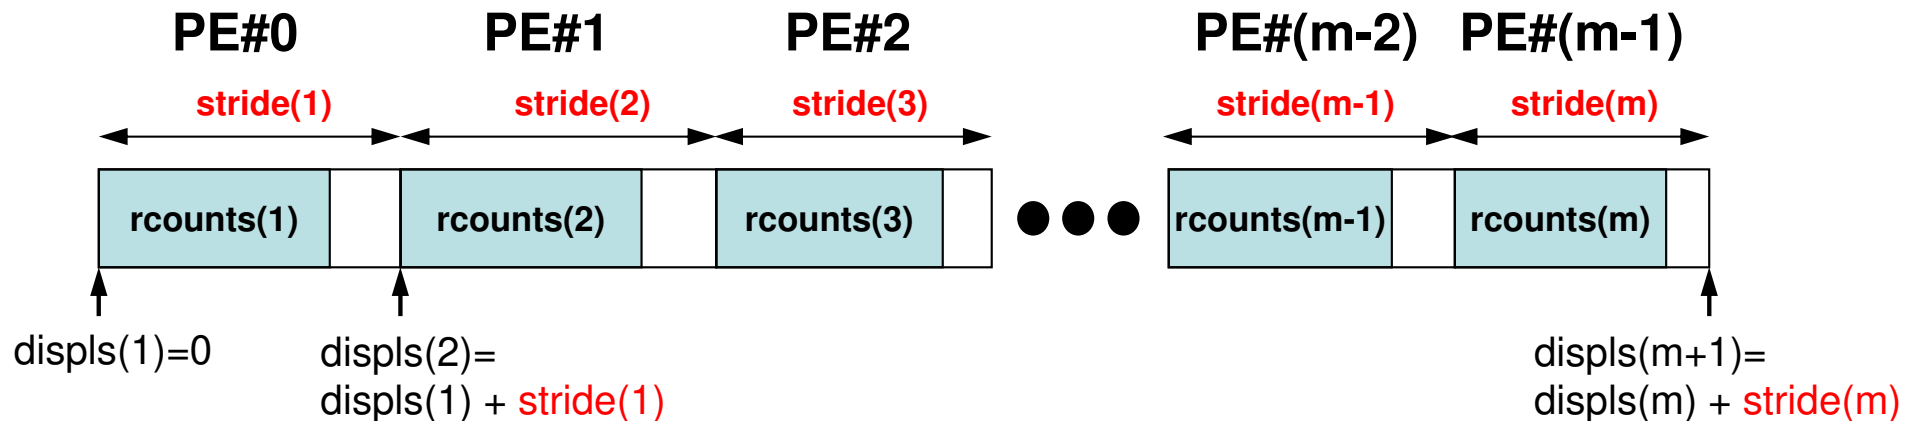 PE#0 PE#1 PE#2 PE#(m-2) PE#(m-1)
stride(1) stride(2) stride(3) stride(m-1) stride(m)
rcounts(1) rcounts(2) rcounts(3) rcounts(m-1) rcounts(m)
displs(1)=0
displs(2)=
displs(1) + stride(1)
displs(m+1)=
displs(m) + stride(m)